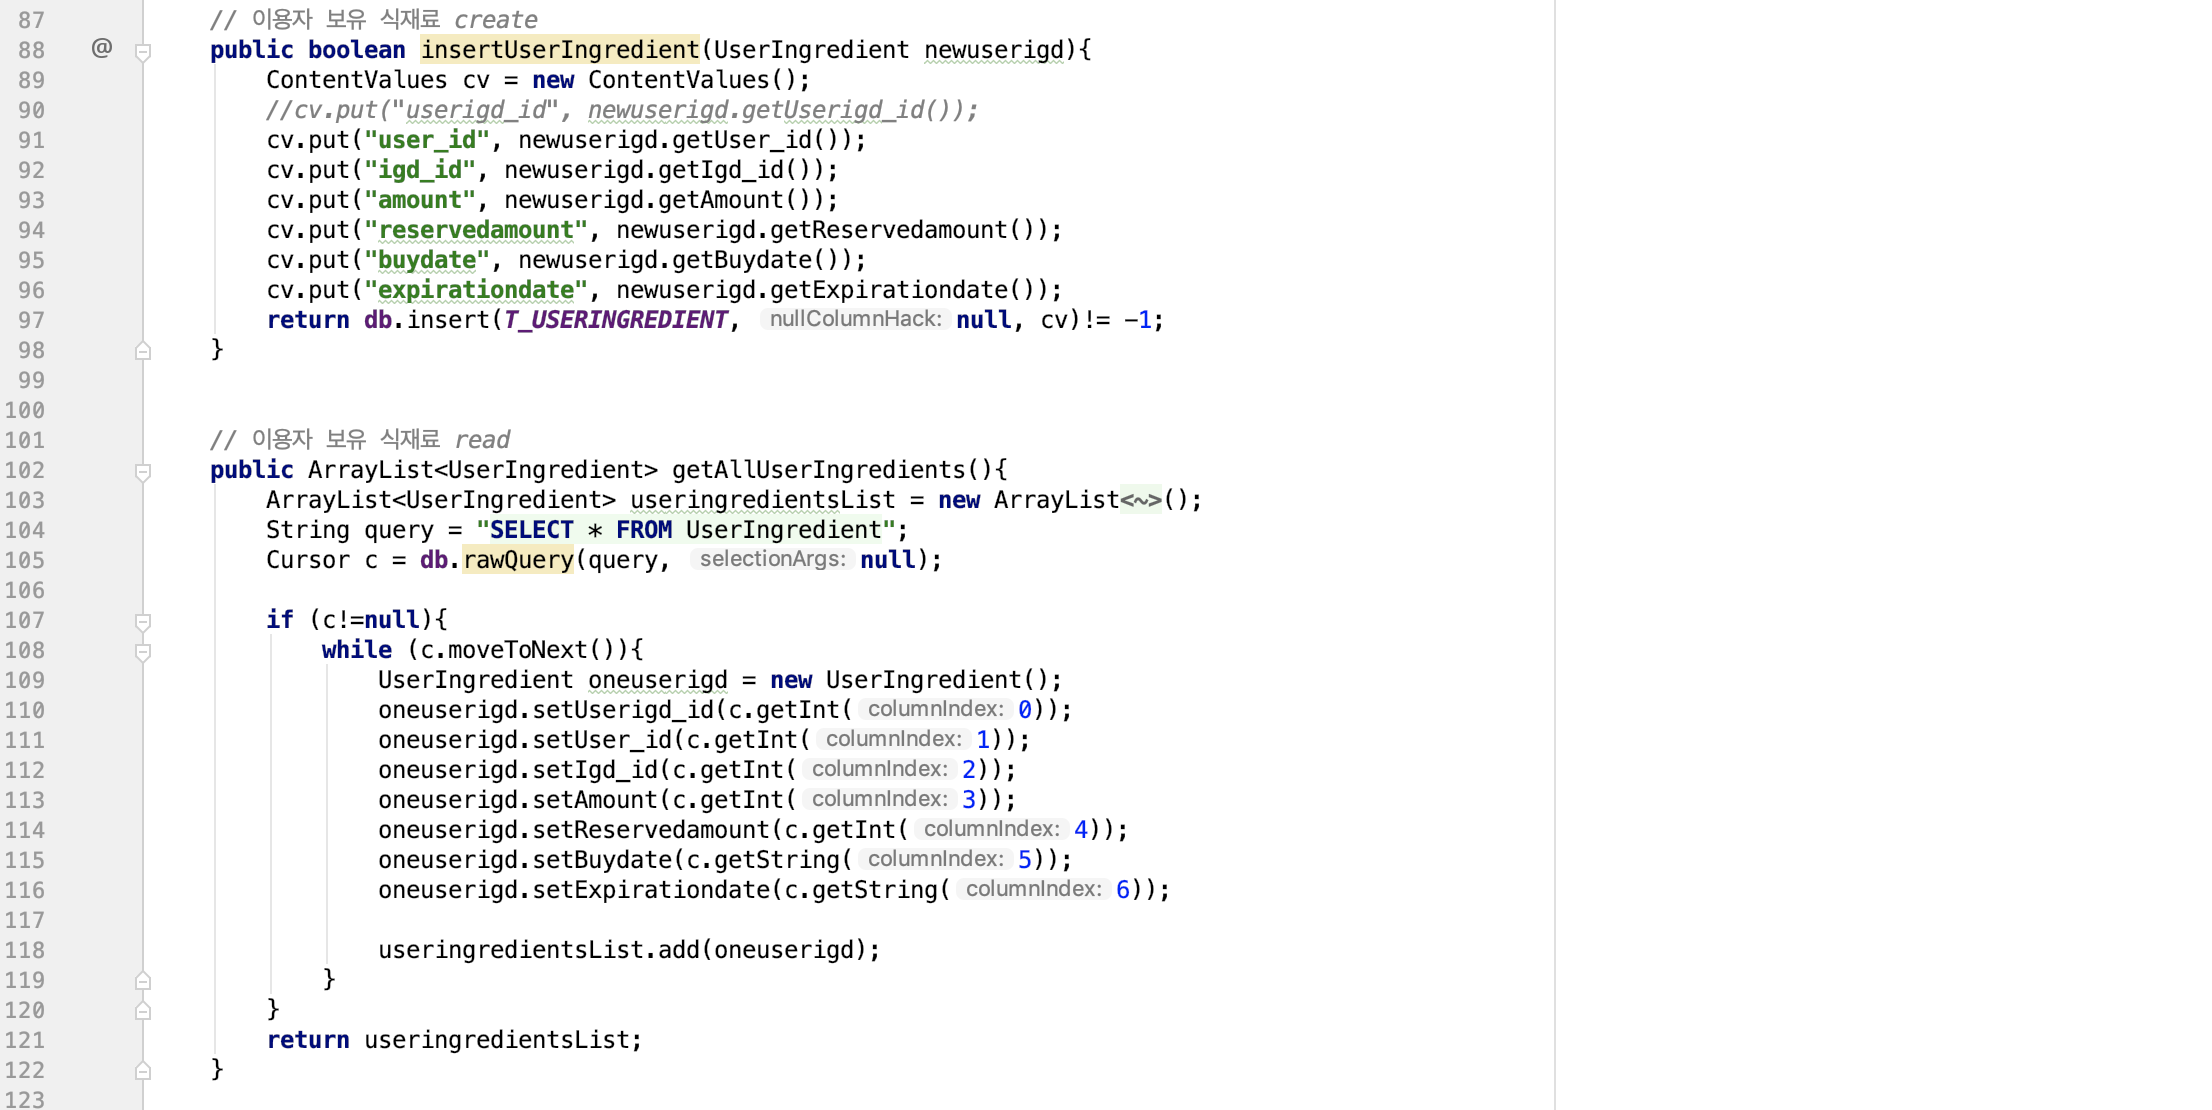 87 // 이용자 보유 식재료 create
88 @ public boolean insertUserIngredient(UserIngredient newuserigd){
89 ContentValues cv = new ContentValues();
90 //cv.put("userigd_id", newuserigd.getUserigd_id());
91 cv.put("user_id", newuserigd.getUser_id());
92 cv.put("igd_id", newuserigd.getIgd_id());
93 cv.put("amount", newuserigd.getAmount());
94 cv.put("reservedamount", newuserigd.getReservedamount());
95 cv.put("buydate", newuserigd.getBuydate());
96 cv.put("expirationdate", newuserigd.getExpirationdate());
97 return db.insert(T_USERINGREDIENT, nullColumnHack: null, cv)!= -1;
98 }
99
100
101 // 이용자 보유 식재료 read
102 public ArrayList<UserIngredient> getAllUserIngredients(){
103 ArrayList<UserIngredient> useringredientsList = new ArrayList<~>();
104 String query = "SELECT * FROM UserIngredient";
105 Cursor c = db.rawQuery(query, selectionArgs: null);
106
107 if (c!=null){
108 while (c.moveToNext()){
109 UserIngredient oneuserigd = new UserIngredient();
110 oneuserigd.setUserigd_id(c.getInt( columnIndex: 0));
111 oneuserigd.setUser_id(c.getInt( columnIndex: 1));
112 oneuserigd.setIgd_id(c.getInt( columnIndex: 2));
113 oneuserigd.setAmount(c.getInt( columnIndex: 3));
114 oneuserigd.setReservedamount(c.getInt( columnIndex: 4));
115 oneuserigd.setBuydate(c.getString( columnIndex: 5));
116 oneuserigd.setExpirationdate(c.getString( columnIndex: 6));
117
118 useringredientsList.add(oneuserigd);
119 }
120 }
121 return useringredientsList;
122 }
123